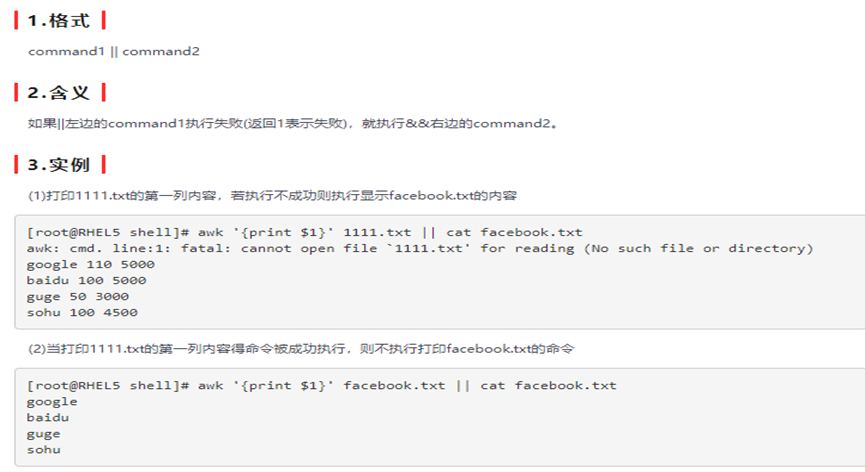 1.格式
command1 || command2
2.含义
如果||左边的command1执行失败(返回1表示失败)，就执行&&右边的command2。
3.实例
(1)打印1111.txt的第一列内容，若执行不成功则执行显示facebook.txt的内容
[root@RHEL5 shell]# awk '{print $1}' 1111.txt || cat facebook.txt
awk: cmd. line:1: fatal: cannot open file `1111.txt' for reading (No such file or directory)
google 110 5000
baidu 100 5000
guge 50 3000
sohu 100 4500
(2)当打印1111.txt的第一列内容得命令被成功执行，则不执行打印facebook.txt的命令
[root@RHEL5 shell]# awk '{print $1}' facebook.txt || cat facebook.txt
google
baidu
guge
sohu